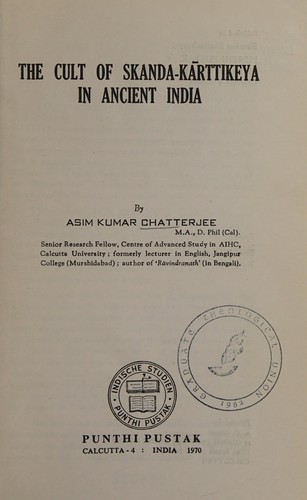 THE CULT OF SKANDA-KĀRTTIKEYA
IN ANCIENT INDIA
By
ASIM KUMAR CHATTERJEE
M.A., D. Phil (Cal).
Senior Research Fellow, Centre of Advanced Study in AIHC,
Calcutta University ; formerly lecturer in English, Jangipur
College (Murshidabad) ; author of 'Ravindranath' (in Bengali).
GRADUATE THEOLOGICAL UNION
1962
INDISCHE STUDIEN
PUNTHI PUSTAK
PUNTHI PUSTAK
CALCUTTA-4 : INDIA 1970